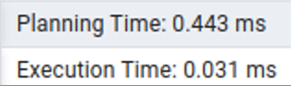 Planning Time: 0.443 ms
Execution Time: 0.031 ms